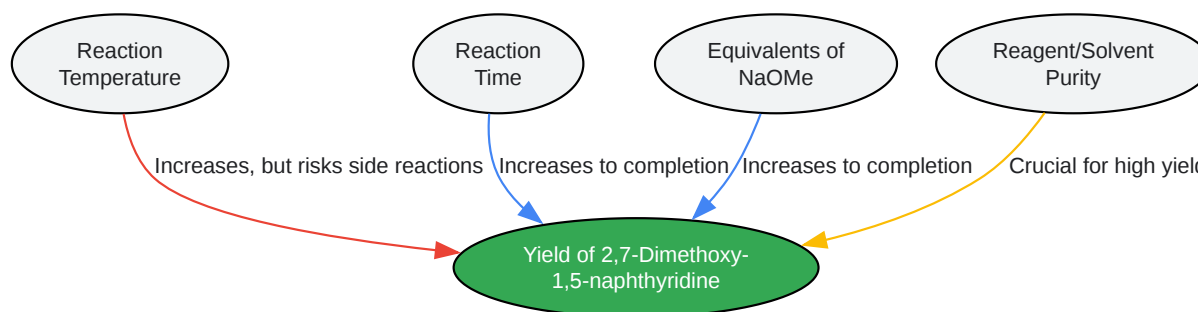 Reaction
Temperature
Reaction
Time
Equivalents of
NaOMe
Reagent/Solvent
Purity
Increases, but risks side reactions
Increases to completion
Increases to completion
Crucial for high yield
Yield of 2,7-Dimethoxy-
1,5-naphthyridine